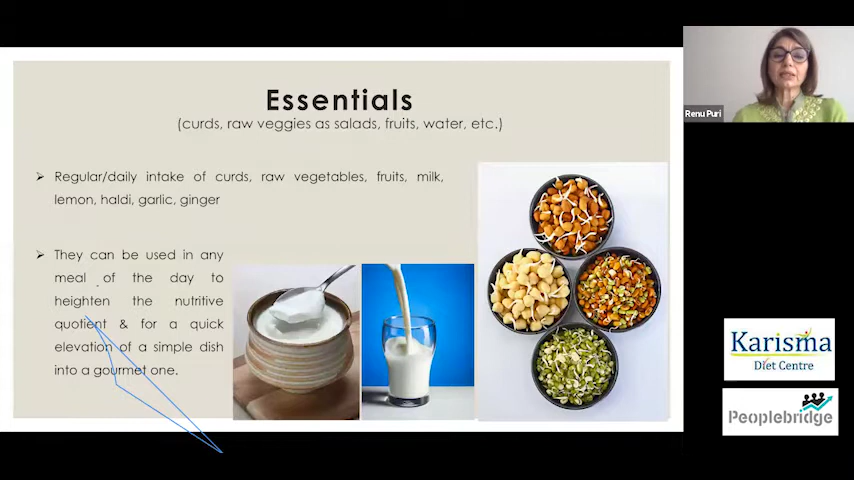 Essentials
(curds, raw veggies as salads, fruits, water, etc.)
Regular/daily intake of curds, raw vegetables, fruits, milk,
lemon, haldi, garlic, ginger
They can be used in any
meal of the day to
heighten the nutritive
quotient & for a quick
elevation of a simple dish
into a gourmet one.
Renu Puri
Karisma
Diet Centre
Peoplebridge